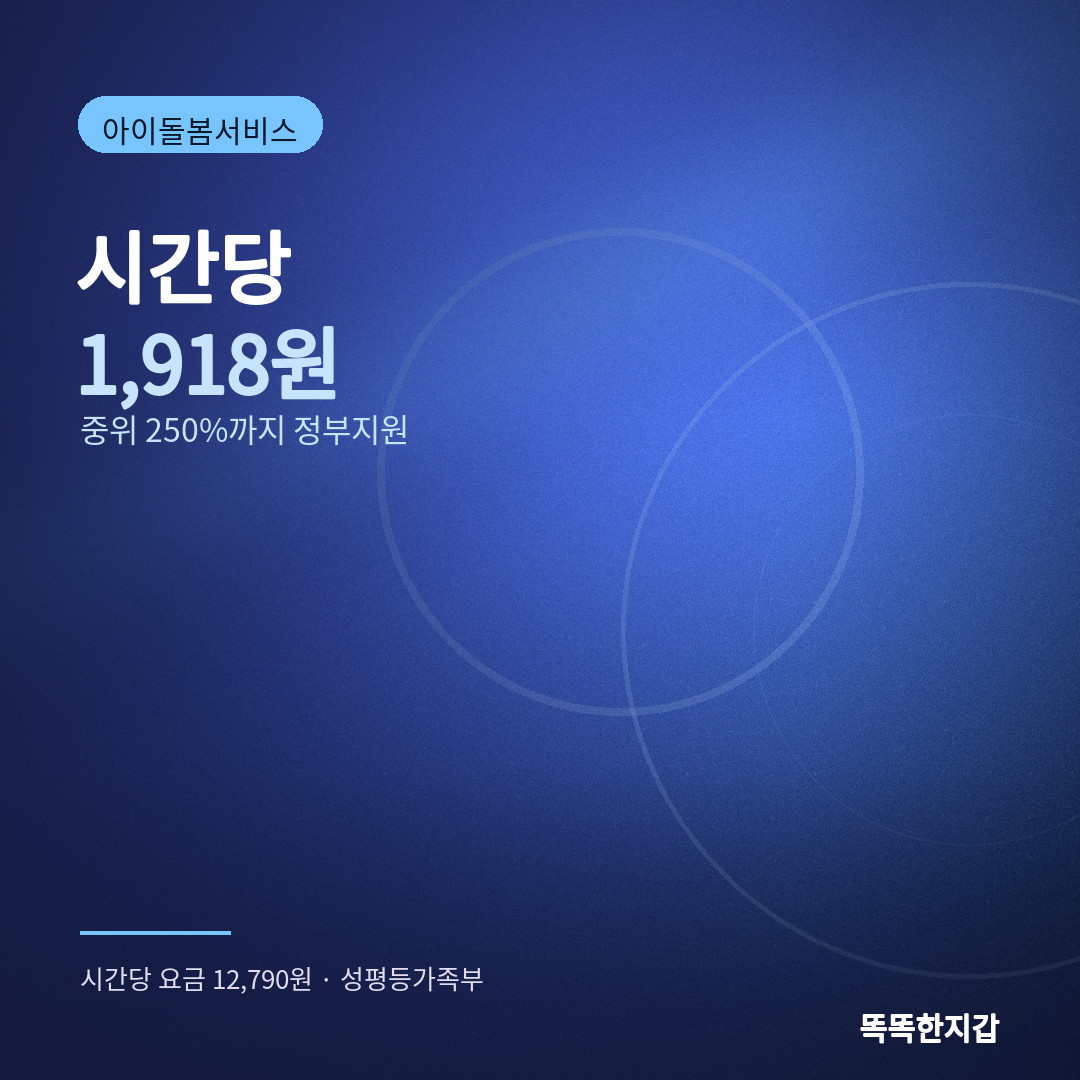 아이돌봄서비스
시간당
1,918원
중위 250%까지 정부지원
시간당 요금 12,790원 · 성평등가족부
똑똑한지갑